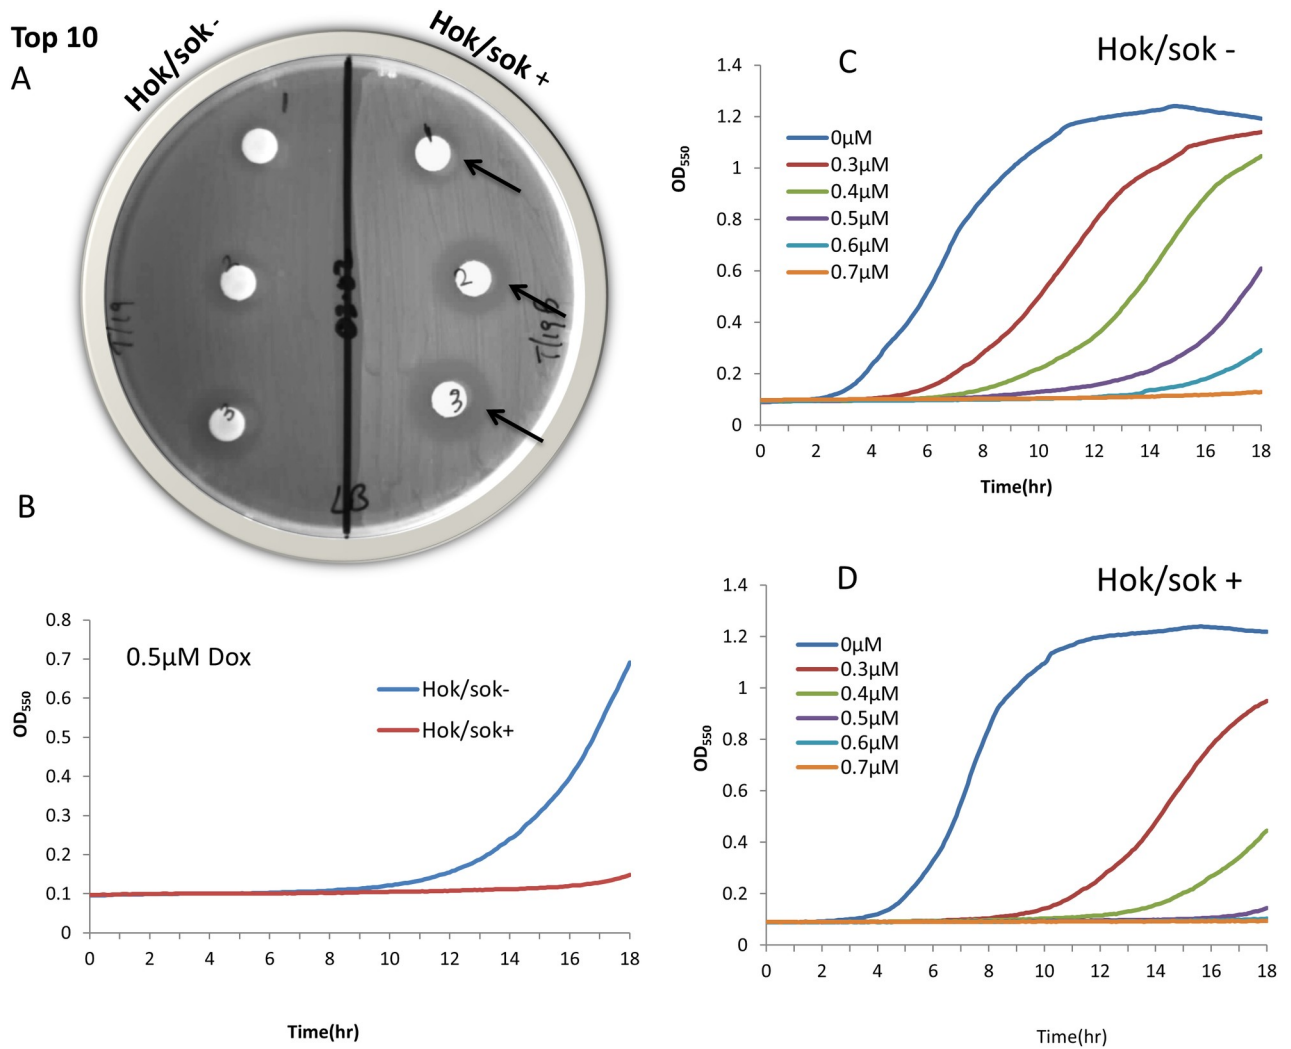 Top 10
A
Hok/sok -
Hok/sok +
1
1
2
2
3
3
T/19
T/19B
LB
B
0.5µM Dox
Hok/sok-
Hok/sok+
OD550
0.8
0.7
0.6
0.5
0.4
0.3
0.2
0.1
0
0 2 4 6 8 10 12 14 16 18
Time(hr)
C
Hok/sok -
0µM
0.3µM
0.4µM
0.5µM
0.6µM
0.7µM
OD550
1.4
1.2
1
0.8
0.6
0.4
0.2
0
0 2 4 6 8 10 12 14 16 18
Time(hr)
D
Hok/sok +
0µM
0.3µM
0.4µM
0.5µM
0.6µM
0.7µM
OD550
1.4
1.2
1
0.8
0.6
0.4
0.2
0
0 2 4 6 8 10 12 14 16 18
Time(hr)